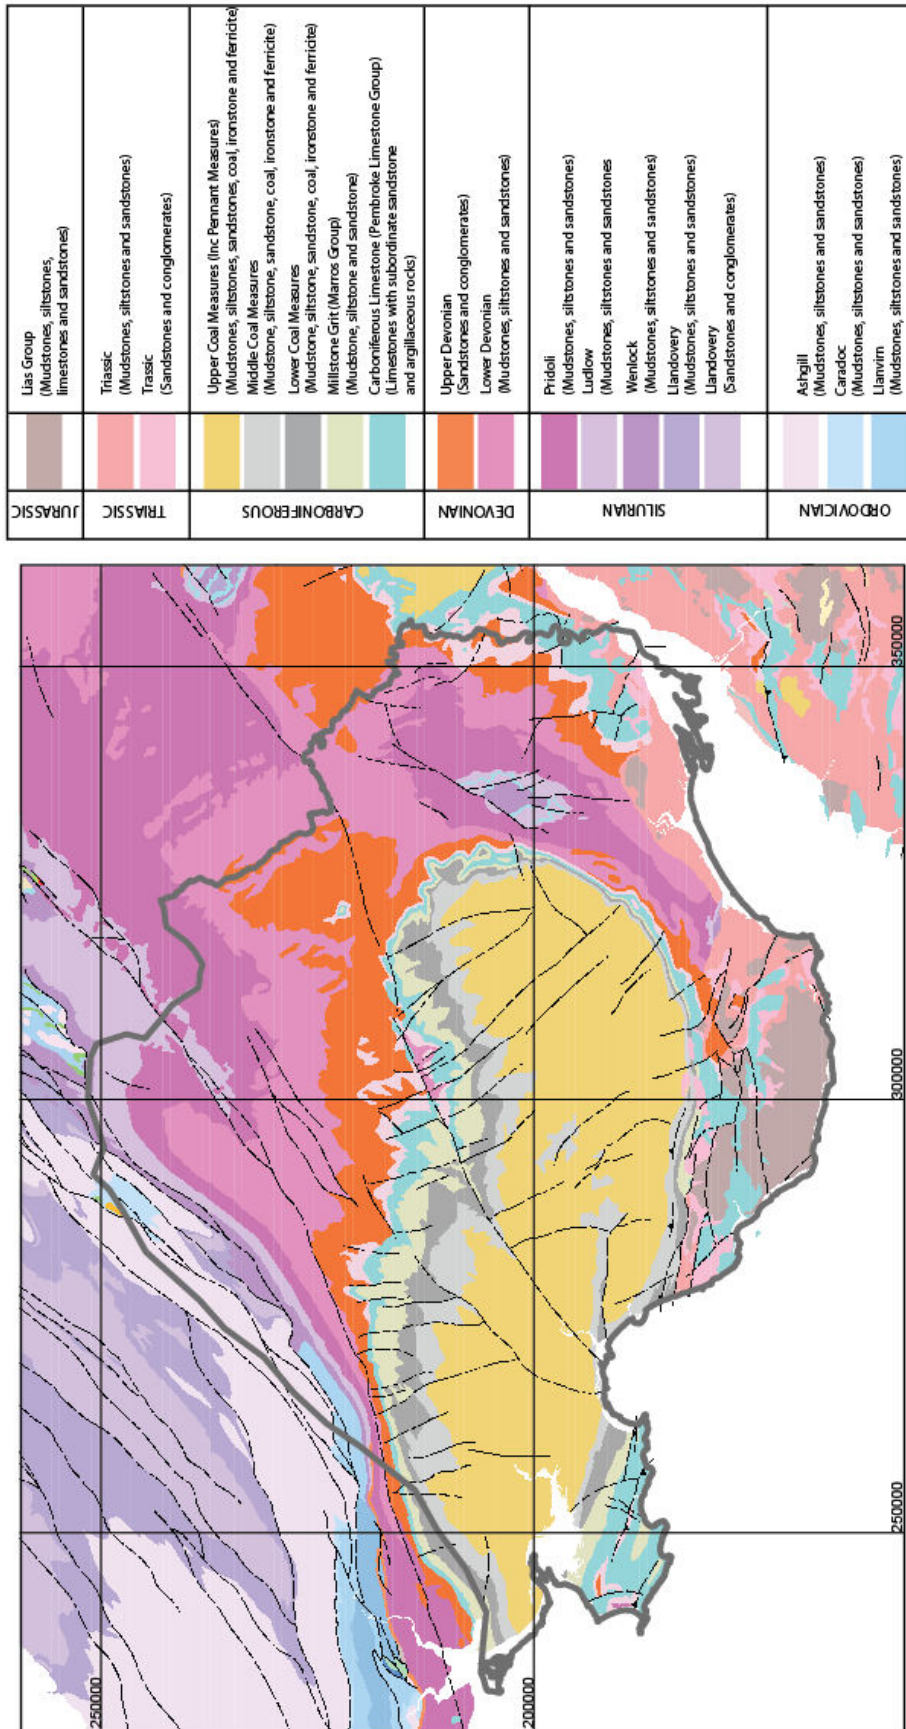 JURASSIC
Lias Group
(Mudstones, siltstones,
limestones and sandstones)
TRIASSIC
Triassic
(Mudstones, siltstones and sandstones)
Triassic
(Sandstones and conglomerates)
CARBONIFEROUS
Upper Coal Measures (Inc Pennant Measures)
(Mudstones, siltstones, sandstones, coal, ironstone and ferricite)
Middle Coal Measures
(Mudstone, siltstone, sandstone, coal, ironstone and ferricite)
Lower Coal Measures
(Mudstone, siltstone, sandstone, coal, ironstone and ferricite)
Millstone Grit (Marros Group)
(Mudstone, siltstone and sandstone)
Carboniferous Limestone (Pembroke Limestone Group)
(Limestones with subordinate sandstone
and argillaceous rocks)
DEVONIAN
Upper Devonian
(Sandstones and conglomerates)
Lower Devonian
(Mudstones, siltstones and sandstones)
SILURIAN
Pridoli
(Mudstones, siltstones and sandstones)
Ludlow
(Mudstones, siltstones and sandstones
Wenlock
(Mudstones, siltstones and sandstones)
Llandovery
(Mudstones, siltstones and sandstones)
Llandovery
(Sandstones and conglomerates)
ORDOVICIAN
Ashgill
(Mudstones, siltstones and sandstones)
Caradoc
(Mudstones, siltstones and sandstones)
Llanvirn
(Mudstones, siltstones and sandstones)
250000
200000
250000
300000
350000